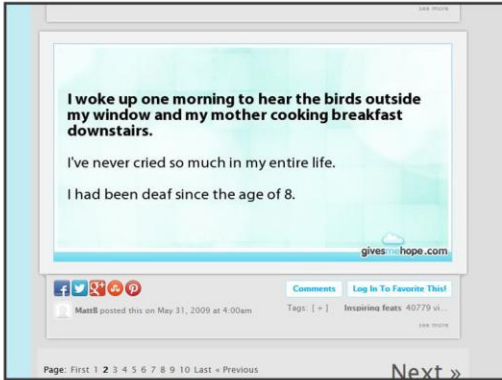 see more
I woke up one morning to hear the birds outside
my window and my mother cooking breakfast
downstairs.
I've never cried so much in my entire life.
I had been deaf since the age of 8.
givesmehope.com
Comments
Log In To Favorite This!
MattB posted this on May 31, 2009 at 4:00am
Tags: [ + ]
Inspiring feats 40779 vi...
see more
Page: First 1 2 3 4 5 6 7 8 9 10 Last « Previous
Next »